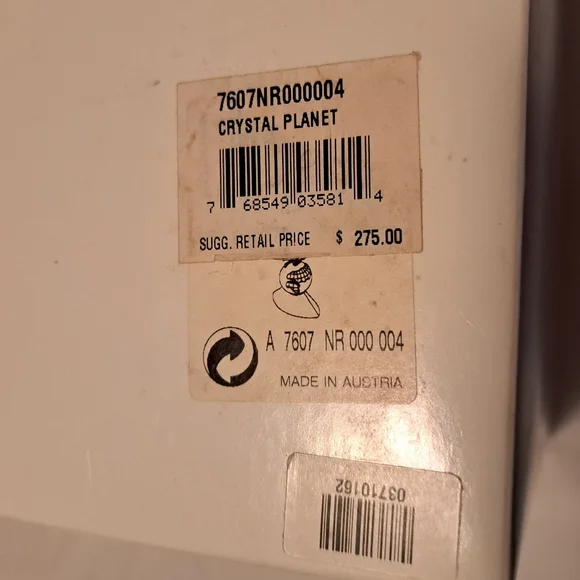 7607NR000004
CRYSTAL PLANET
7 68549 03581 4
SUGG. RETAIL PRICE $ 275.00
A 7607 NR 000 004
MADE IN AUSTRIA
03710162